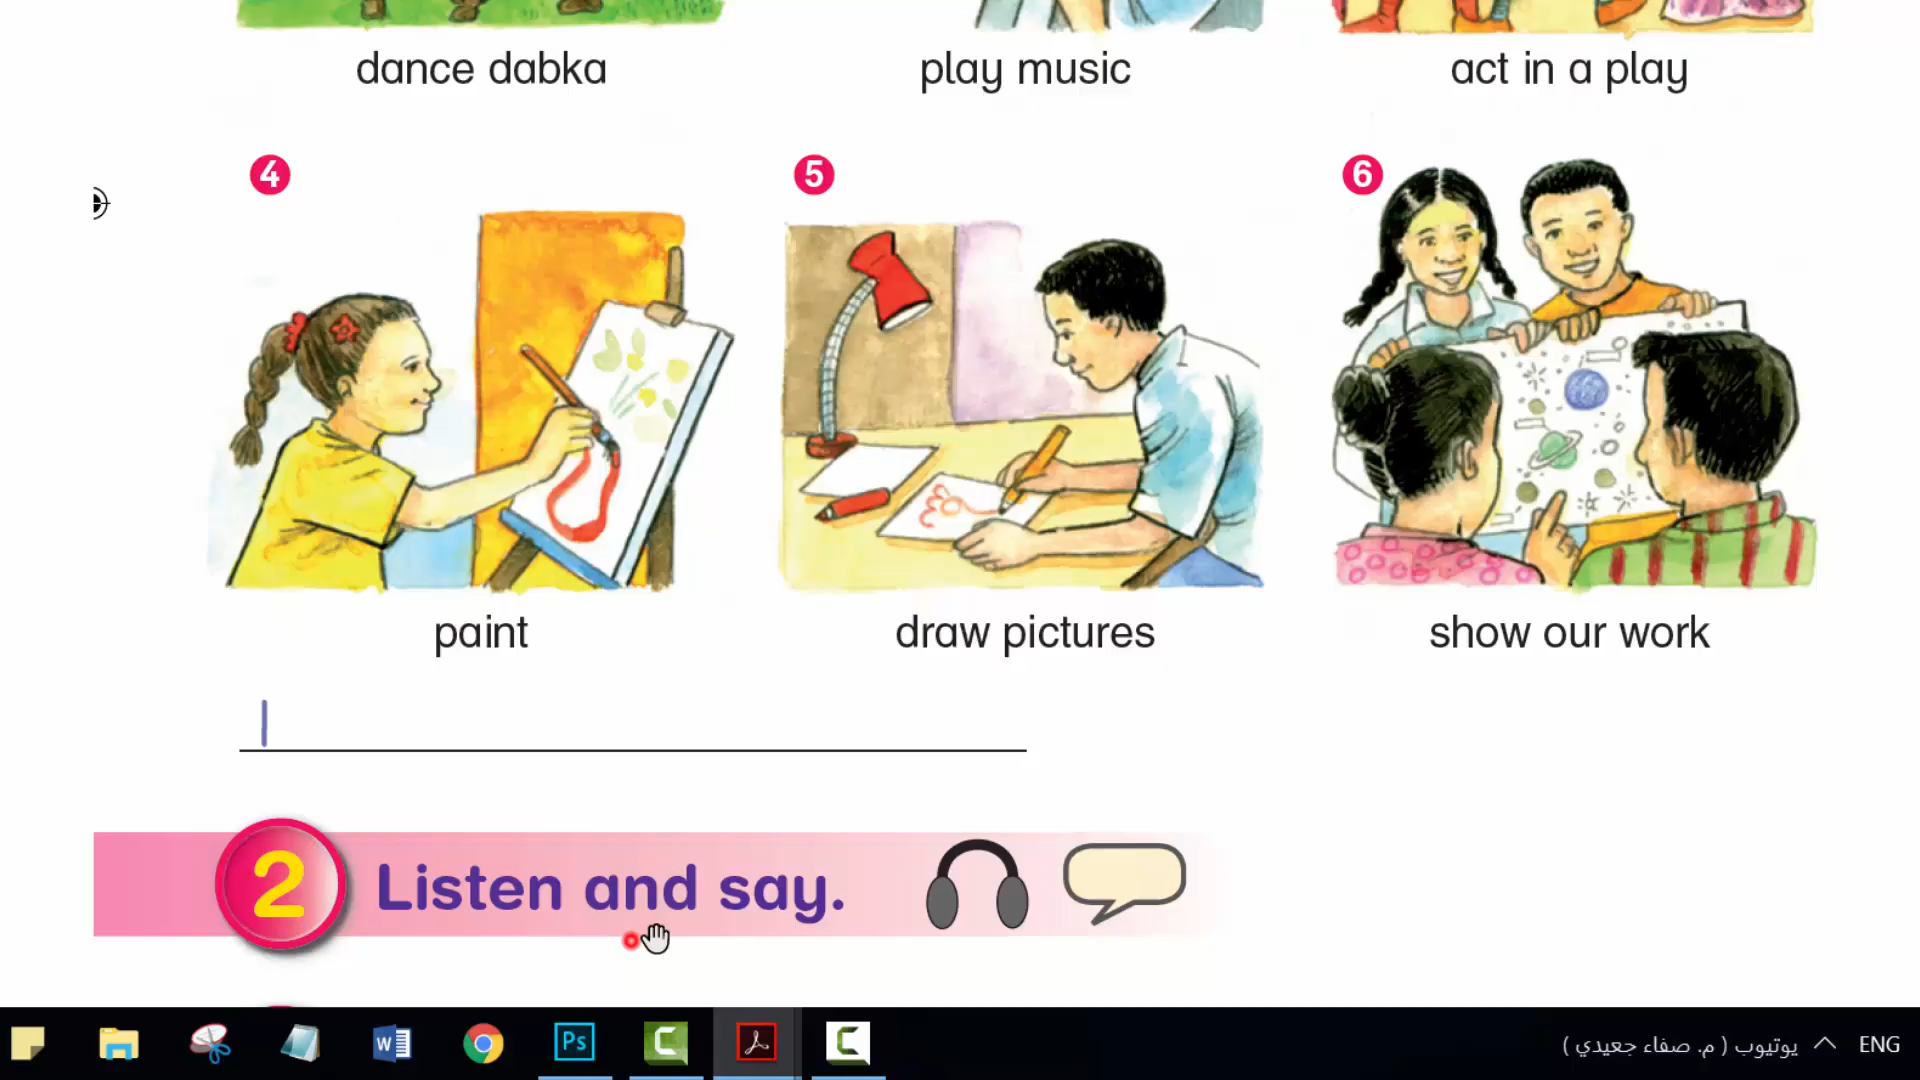 dance dabka
play music
act in a play
4
5
6
paint
draw pictures
show our work
2 Listen and say.
W
Ps
يوتيوب ( م. صفاء جعيدي )
ENG